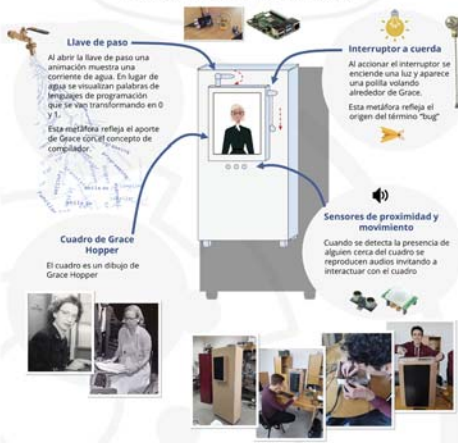 Llave de paso
Al abrir la llave de paso una
animación muestra una
corriente de agua. En lugar de
agua se visualizan palabras de
lenguajes de programación
que se van transformando en 0
y 1.
Esta metáfora refleja el aporte
de Grace con el concepto de
compilador.
Interruptor a cuerda
Al accionar el interruptor se
enciende una luz y aparece
una polilla volando
alrededor de Grace.
Esta metáfora refleja el
origen del término "bug"
Cuadro de Grace
Hopper
El cuadro es un dibujo de
Grace Hopper
Sensores de proximidad y
movimiento
Cuando se detecta la presencia de
alguien cerca del cuadro se
reproducen audios invitando a
interactuar con el cuadro